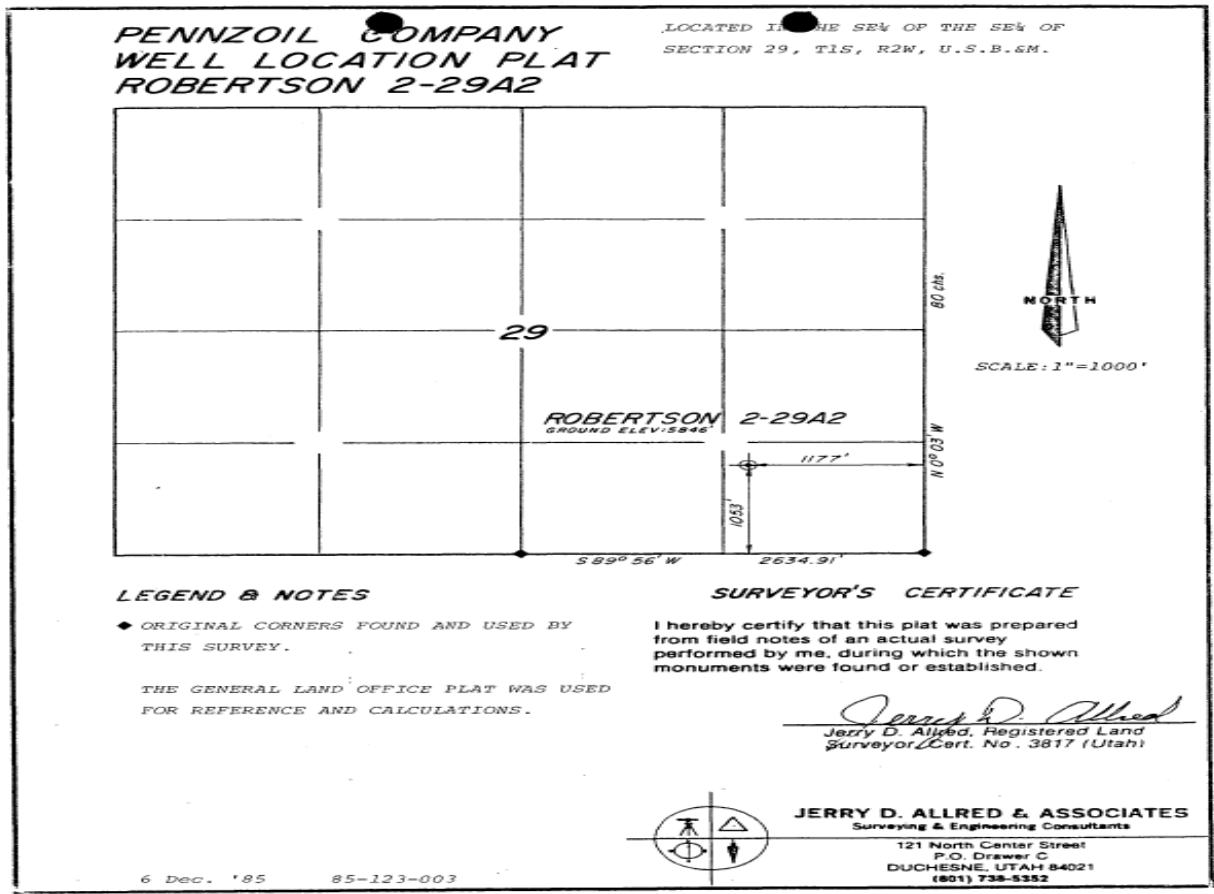 PENNZOIL COMPANY
WELL LOCATION PLAT
ROBERTSON 2-29A2
LOCATED IN THE SE¼ OF THE SE¼ OF
SECTION 29, T1S, R2W, U.S.B.&M.
80 chs.
29
NORTH
SCALE: 1"=1000'
ROBERTSON 2-29A2
GROUND ELEV: 5846'
N 0° 03' W
1177'
1053'
S 89° 56' W 2634.91'
LEGEND & NOTES
◆ ORIGINAL CORNERS FOUND AND USED BY
THIS SURVEY.
THE GENERAL LAND OFFICE PLAT WAS USED
FOR REFERENCE AND CALCULATIONS.
SURVEYOR'S CERTIFICATE
I hereby certify that this plat was prepared
from field notes of an actual survey
performed by me, during which the shown
monuments were found or established.
Jerry D. Allred
Jerry D. Allred, Registered Land
Surveyor, Cert. No. 3817 (Utah)
JERRY D. ALLRED & ASSOCIATES
Surveying & Engineering Consultants
121 North Center Street
P.O. Drawer C
DUCHESNE, UTAH 84021
(801) 738-5352
6 Dec. '85 85-123-003